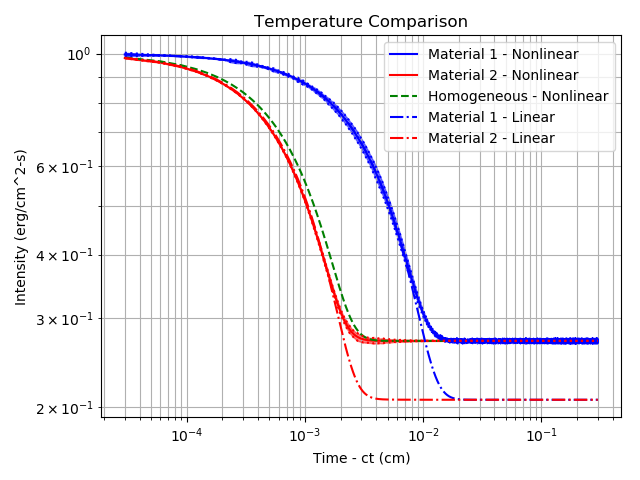 Temperature Comparison
Intensity (erg/cm^2-s)
10⁰
6 × 10⁻¹
4 × 10⁻¹
3 × 10⁻¹
2 × 10⁻¹
Material 1 - Nonlinear
Material 2 - Nonlinear
Homogeneous - Nonlinear
Material 1 - Linear
Material 2 - Linear
10⁻⁴ 10⁻³ 10⁻² 10⁻¹
Time - ct (cm)